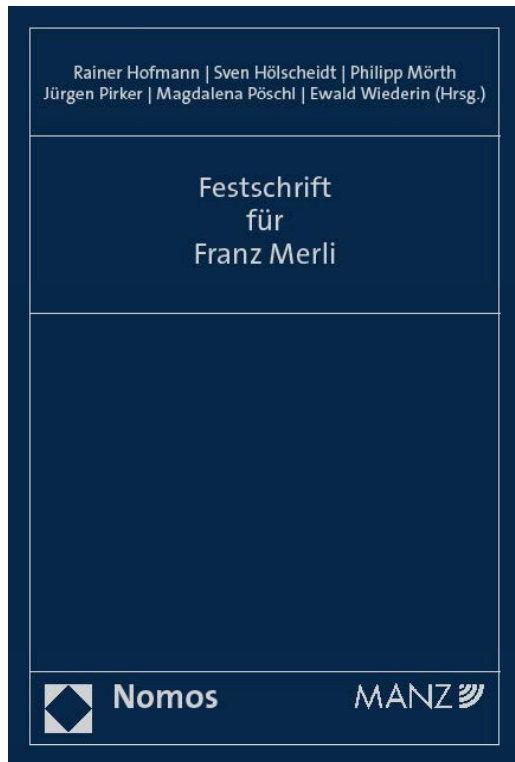 Rainer Hofmann | Sven Hölscheidt | Philipp Mörth
Jürgen Pirker | Magdalena Pöschl | Ewald Wiederin (Hrsg.)
Festschrift
für
Franz Merli
Nomos
MANZ